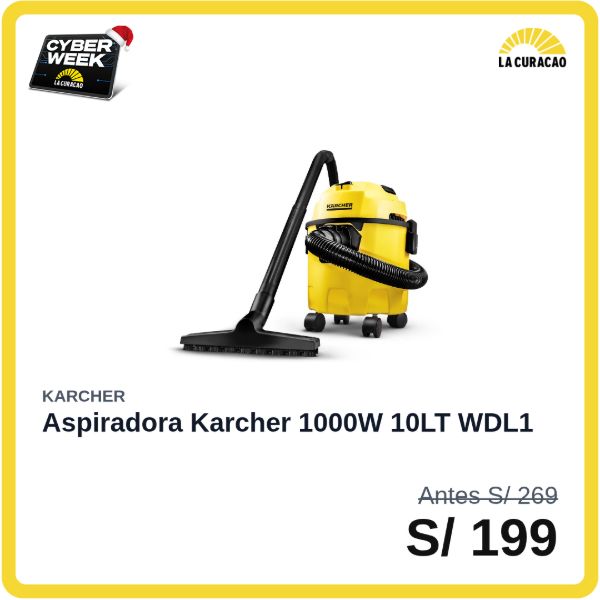 CYBER
WEEK
LA CURACAO
LA CURACAO
KARCHER
KARCHER
Aspiradora Karcher 1000W 10LT WDL1
Antes S/ 269
S/ 199